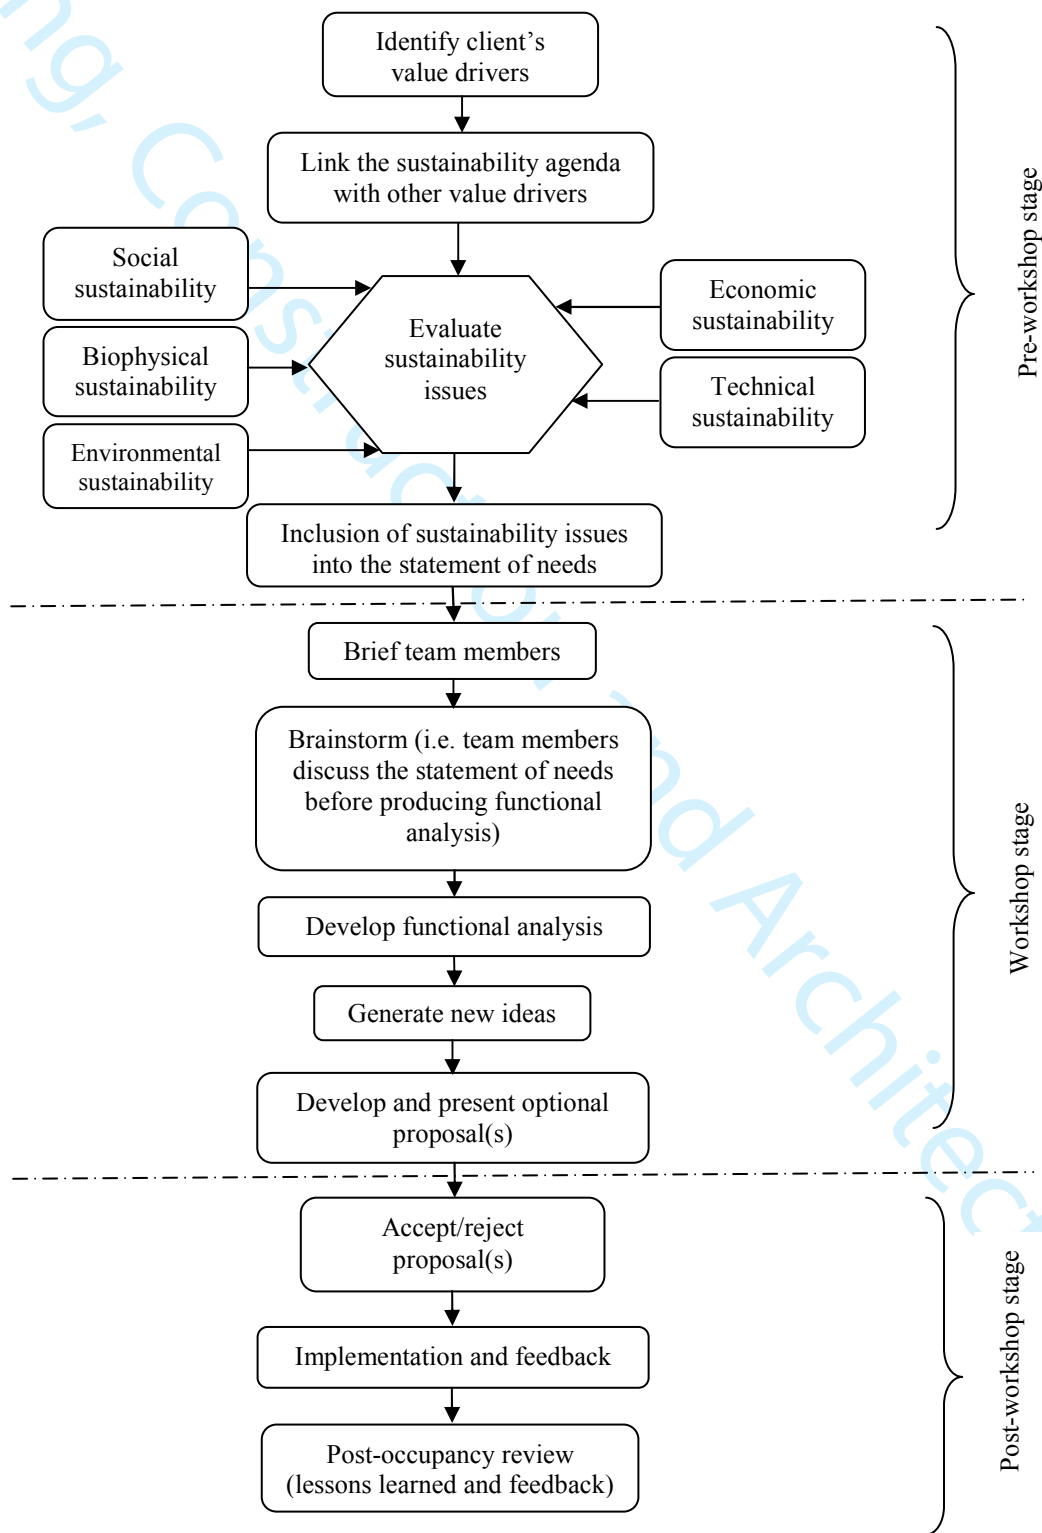 Identify client’s
value drivers
Link the sustainability agenda
with other value drivers
Social
sustainability
Biophysical
sustainability
Environmental
sustainability
Evaluate
sustainability
issues
Economic
sustainability
Technical
sustainability
Inclusion of sustainability issues
into the statement of needs
Pre-workshop stage
Brief team members
Brainstorm (i.e. team members
discuss the statement of needs
before producing functional
analysis)
Develop functional analysis
Generate new ideas
Develop and present optional
proposal(s)
Workshop stage
Accept/reject
proposal(s)
Implementation and feedback
Post-occupancy review
(lessons learned and feedback)
Post-workshop stage
ng, Construction and Architect